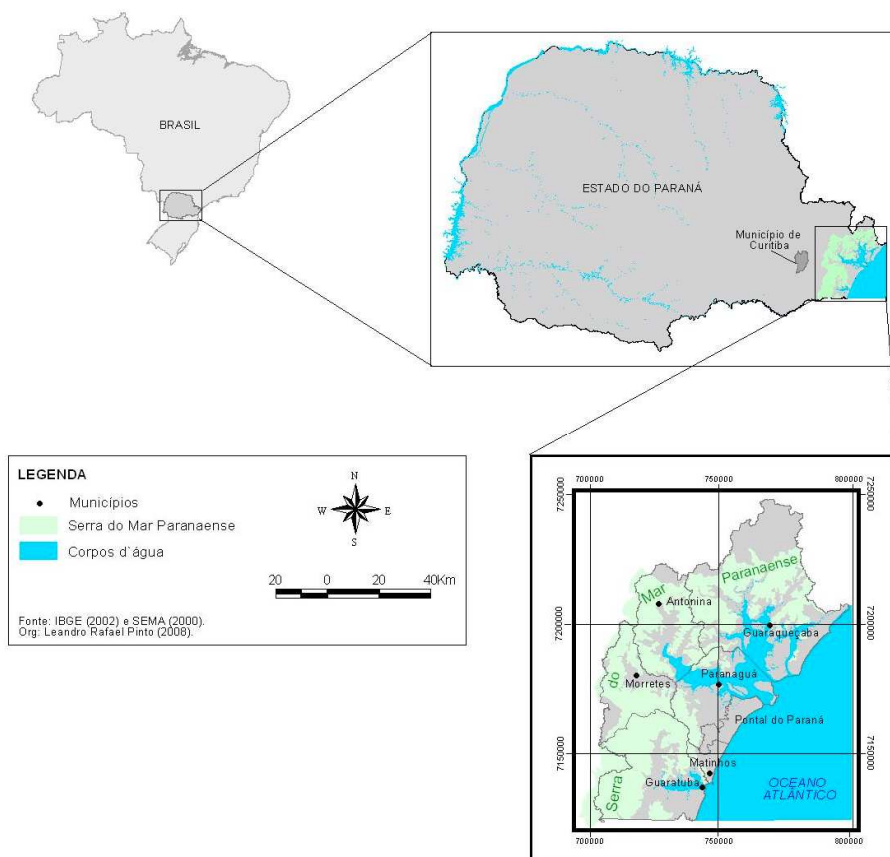 BRASIL
ESTADO DO PARANÁ
Município de
Curitiba
LEGENDA
Municípios
Serra do Mar Paranaense
Corpos d`água
N
W
E
S
20 0 20 40Km
Fonte: IBGE (2002) e SEMA (2000).
Org: Leandro Rafael Pinto (2008).
700000 750000 800000
7250000
7250000
Paranaense
Mar
Antonina
7200000
7200000
Guaraqueçaba
do
Morretes
Paranaguá
Pontal do Paraná
7150000
7150000
Matinhos
Guaratuba
Serra
OCEANO
ATLÂNTICO
700000 750000 800000